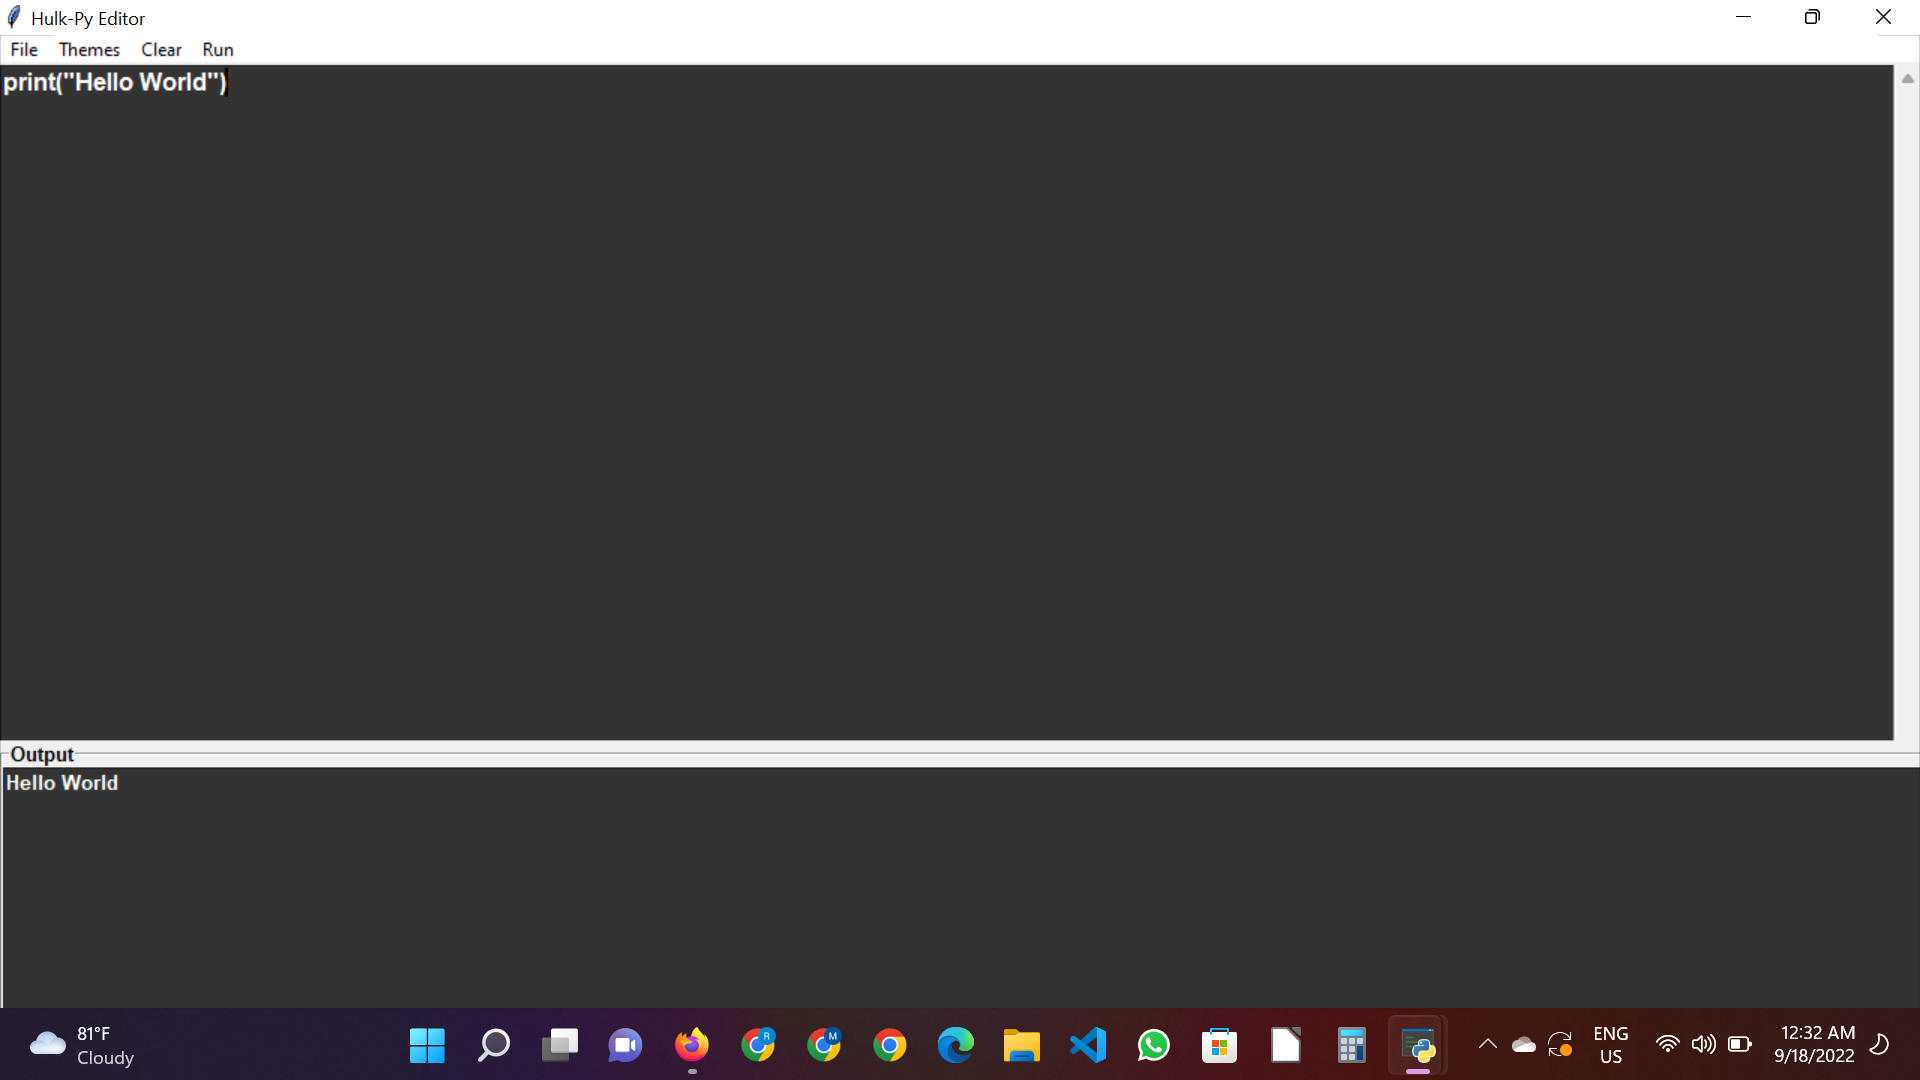 Hulk-Py Editor
File Themes Clear Run
print("Hello World")
Output
Hello World
81°F
Cloudy
R
M
ENG
US
12:32 AM
9/18/2022